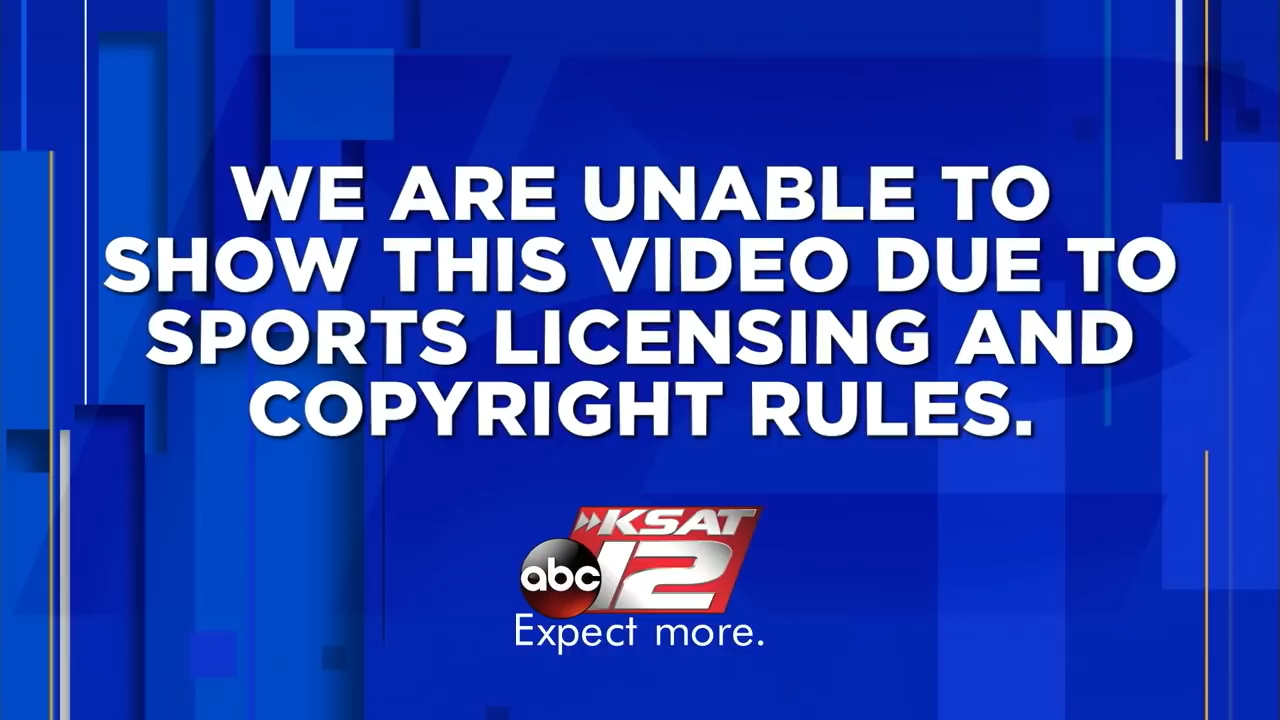 WE ARE UNABLE TO
SHOW THIS VIDEO DUE TO
SPORTS LICENSING AND
COPYRIGHT RULES.
KSAT
abc 12
Expect more.